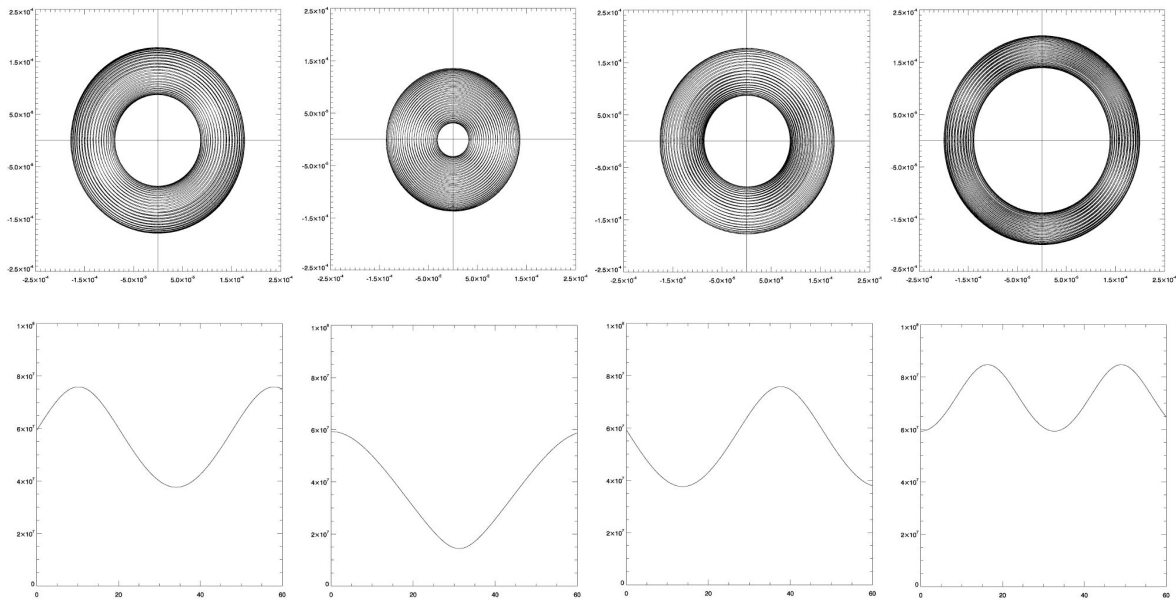 2.5×10⁻⁴ 2.5×10⁻⁴ 2.5×10⁻⁴ 2.5×10⁻⁴
1.5×10⁻⁴ 1.5×10⁻⁴ 1.5×10⁻⁴ 1.5×10⁻⁴
5.0×10⁻⁵ 5.0×10⁻⁵ 5.0×10⁻⁵ 5.0×10⁻⁵
-5.0×10⁻⁵ -5.0×10⁻⁵ -5.0×10⁻⁵ -5.0×10⁻⁵
-1.5×10⁻⁴ -1.5×10⁻⁴ -1.5×10⁻⁴ -1.5×10⁻⁴
-2.5×10⁻⁴ -2.5×10⁻⁴ -2.5×10⁻⁴ -2.5×10⁻⁴
-2.5×10⁻⁴ -1.5×10⁻⁴ -5.0×10⁻⁵ 5.0×10⁻⁵ 1.5×10⁻⁴ 2.5×10⁻⁴ -2.5×10⁻⁴ -1.5×10⁻⁴ -5.0×10⁻⁵ 5.0×10⁻⁵ 1.5×10⁻⁴ 2.5×10⁻⁴ -2.5×10⁻⁴ -1.5×10⁻⁴ -5.0×10⁻⁵ 5.0×10⁻⁵ 1.5×10⁻⁴ 2.5×10⁻⁴ -2.5×10⁻⁴ -1.5×10⁻⁴ -5.0×10⁻⁵ 5.0×10⁻⁵ 1.5×10⁻⁴ 2.5×10⁻⁴
1×10⁸ 1×10⁸ 1×10⁸ 1×10⁸
8×10⁷ 8×10⁷ 8×10⁷ 8×10⁷
6×10⁷ 6×10⁷ 6×10⁷ 6×10⁷
4×10⁷ 4×10⁷ 4×10⁷ 4×10⁷
2×10⁷ 2×10⁷ 2×10⁷ 2×10⁷
0 0 0 0
0 20 40 60 0 20 40 60 0 20 40 60 0 20 40 60